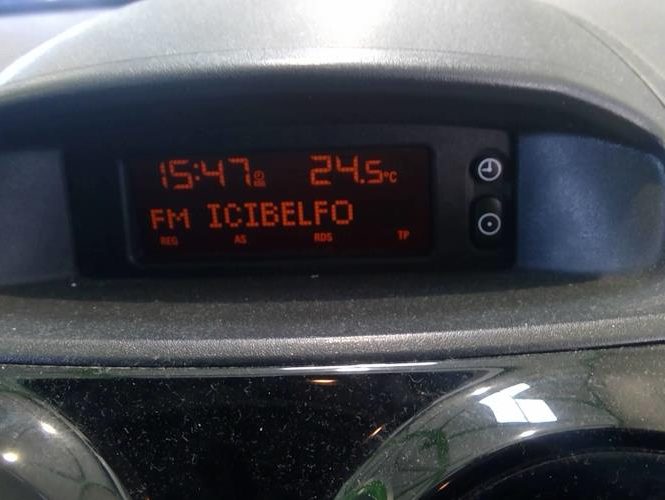 15:47 24.5°C
FM ICIBELFO
REG AS RDS TP